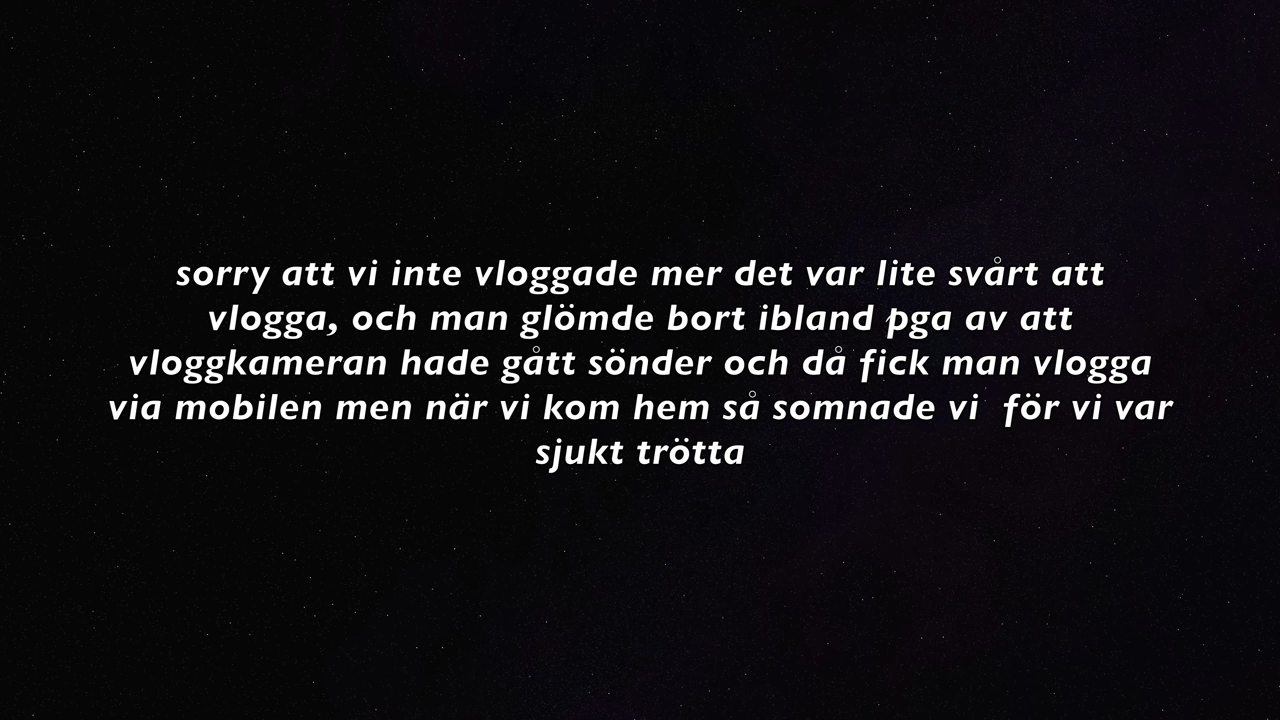 sorry att vi inte vloggade mer det var lite svårt att
vlogga, och man glömde bort ibland pga av att
vloggkameran hade gått sönder och då fick man vlogga
via mobilen men när vi kom hem så somnade vi  för vi var
sjukt trötta